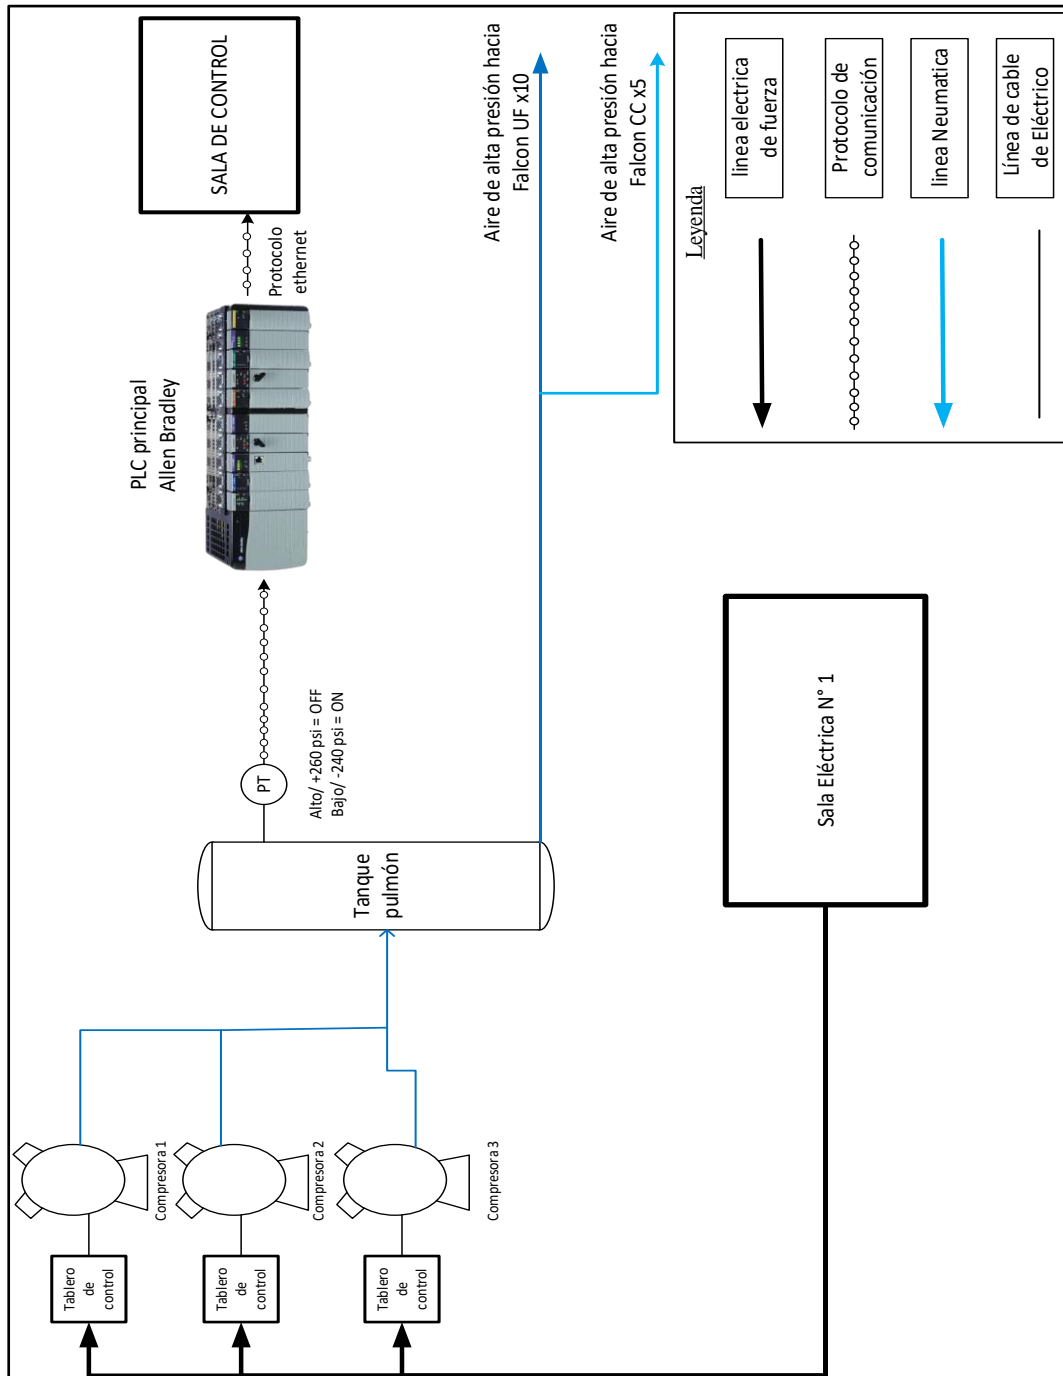 SALA DE CONTROL
Protocolo
ethernet
PLC principal
Allen Bradley
PT
Alto/ +260 psi = OFF
Bajo/ -240 psi = ON
Tanque
pulmón
Compresora 1
Compresora 2
Compresora 3
Tablero
de
control
Tablero
de
control
Tablero
de
control
Aire de alta presión hacia
Falcon UF x10
Aire de alta presión hacia
Falcon CC x5
Sala Eléctrica N° 1
Leyenda
linea electrica
de fuerza
Protocolo de
comunicación
linea Neumatica
Línea de cable
de Eléctrico